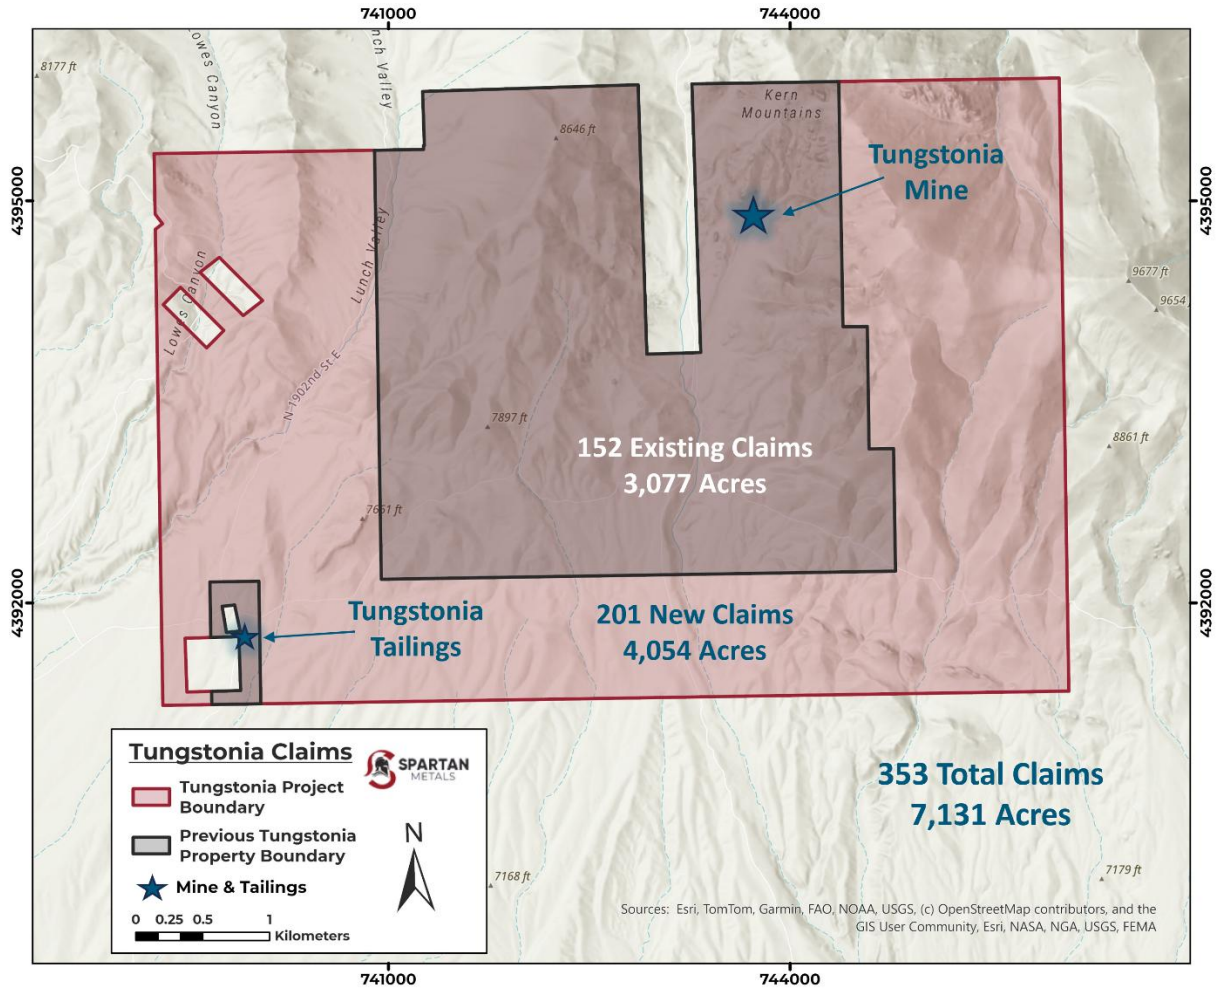 741000
744000
8177 ft
Lowes Canyon
nch Valley
Kern
Mountains
8646 ft
Tungstonia
Mine
4395000
4395000
Lunch Valley
9677 ft
9654
Lowes Canyon
N 1902nd St E
7897 ft
8861 ft
152 Existing Claims
3,077 Acres
7661 ft
4392000
4392000
Tungstonia
Tailings
201 New Claims
4,054 Acres
Tungstonia Claims
SPARTAN
METALS
Tungstonia Project
Boundary
Previous Tungstonia
Property Boundary
N
Mine & Tailings
0 0.25 0.5 1
Kilometers
353 Total Claims
7,131 Acres
7168 ft
7179 ft
Sources: Esri, TomTom, Garmin, FAO, NOAA, USGS, (c) OpenStreetMap contributors, and the
GIS User Community, Esri, NASA, NGA, USGS, FEMA
741000
744000